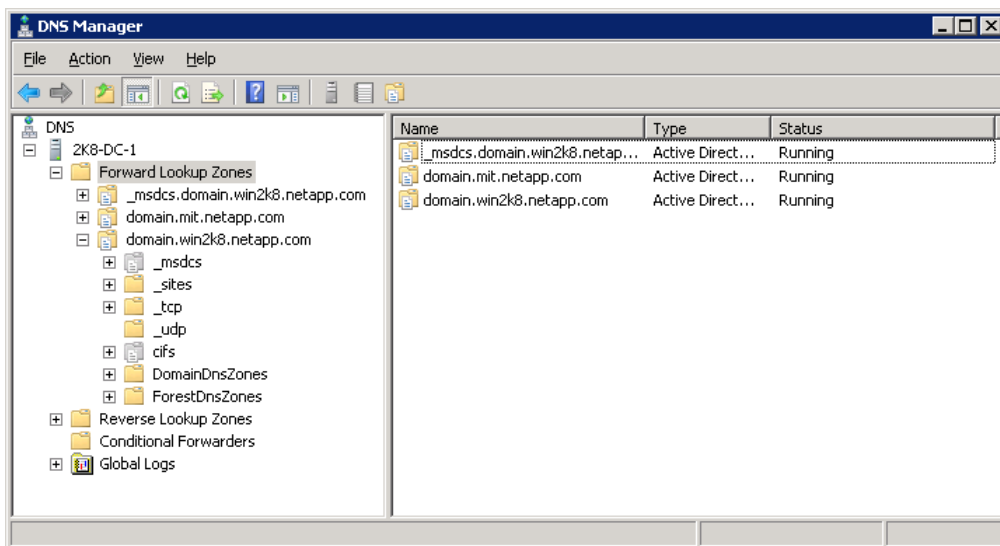 DNS Manager
File Action View Help
DNS
2K8-DC-1
Forward Lookup Zones
_msdcs.domain.win2k8.netapp.com
domain.mit.netapp.com
domain.win2k8.netapp.com
_msdcs
_sites
_tcp
_udp
cifs
DomainDnsZones
ForestDnsZones
Reverse Lookup Zones
Conditional Forwarders
Global Logs
Name Type Status
_msdcs.domain.win2k8.netap... Active Direct... Running
domain.mit.netapp.com Active Direct... Running
domain.win2k8.netapp.com Active Direct... Running